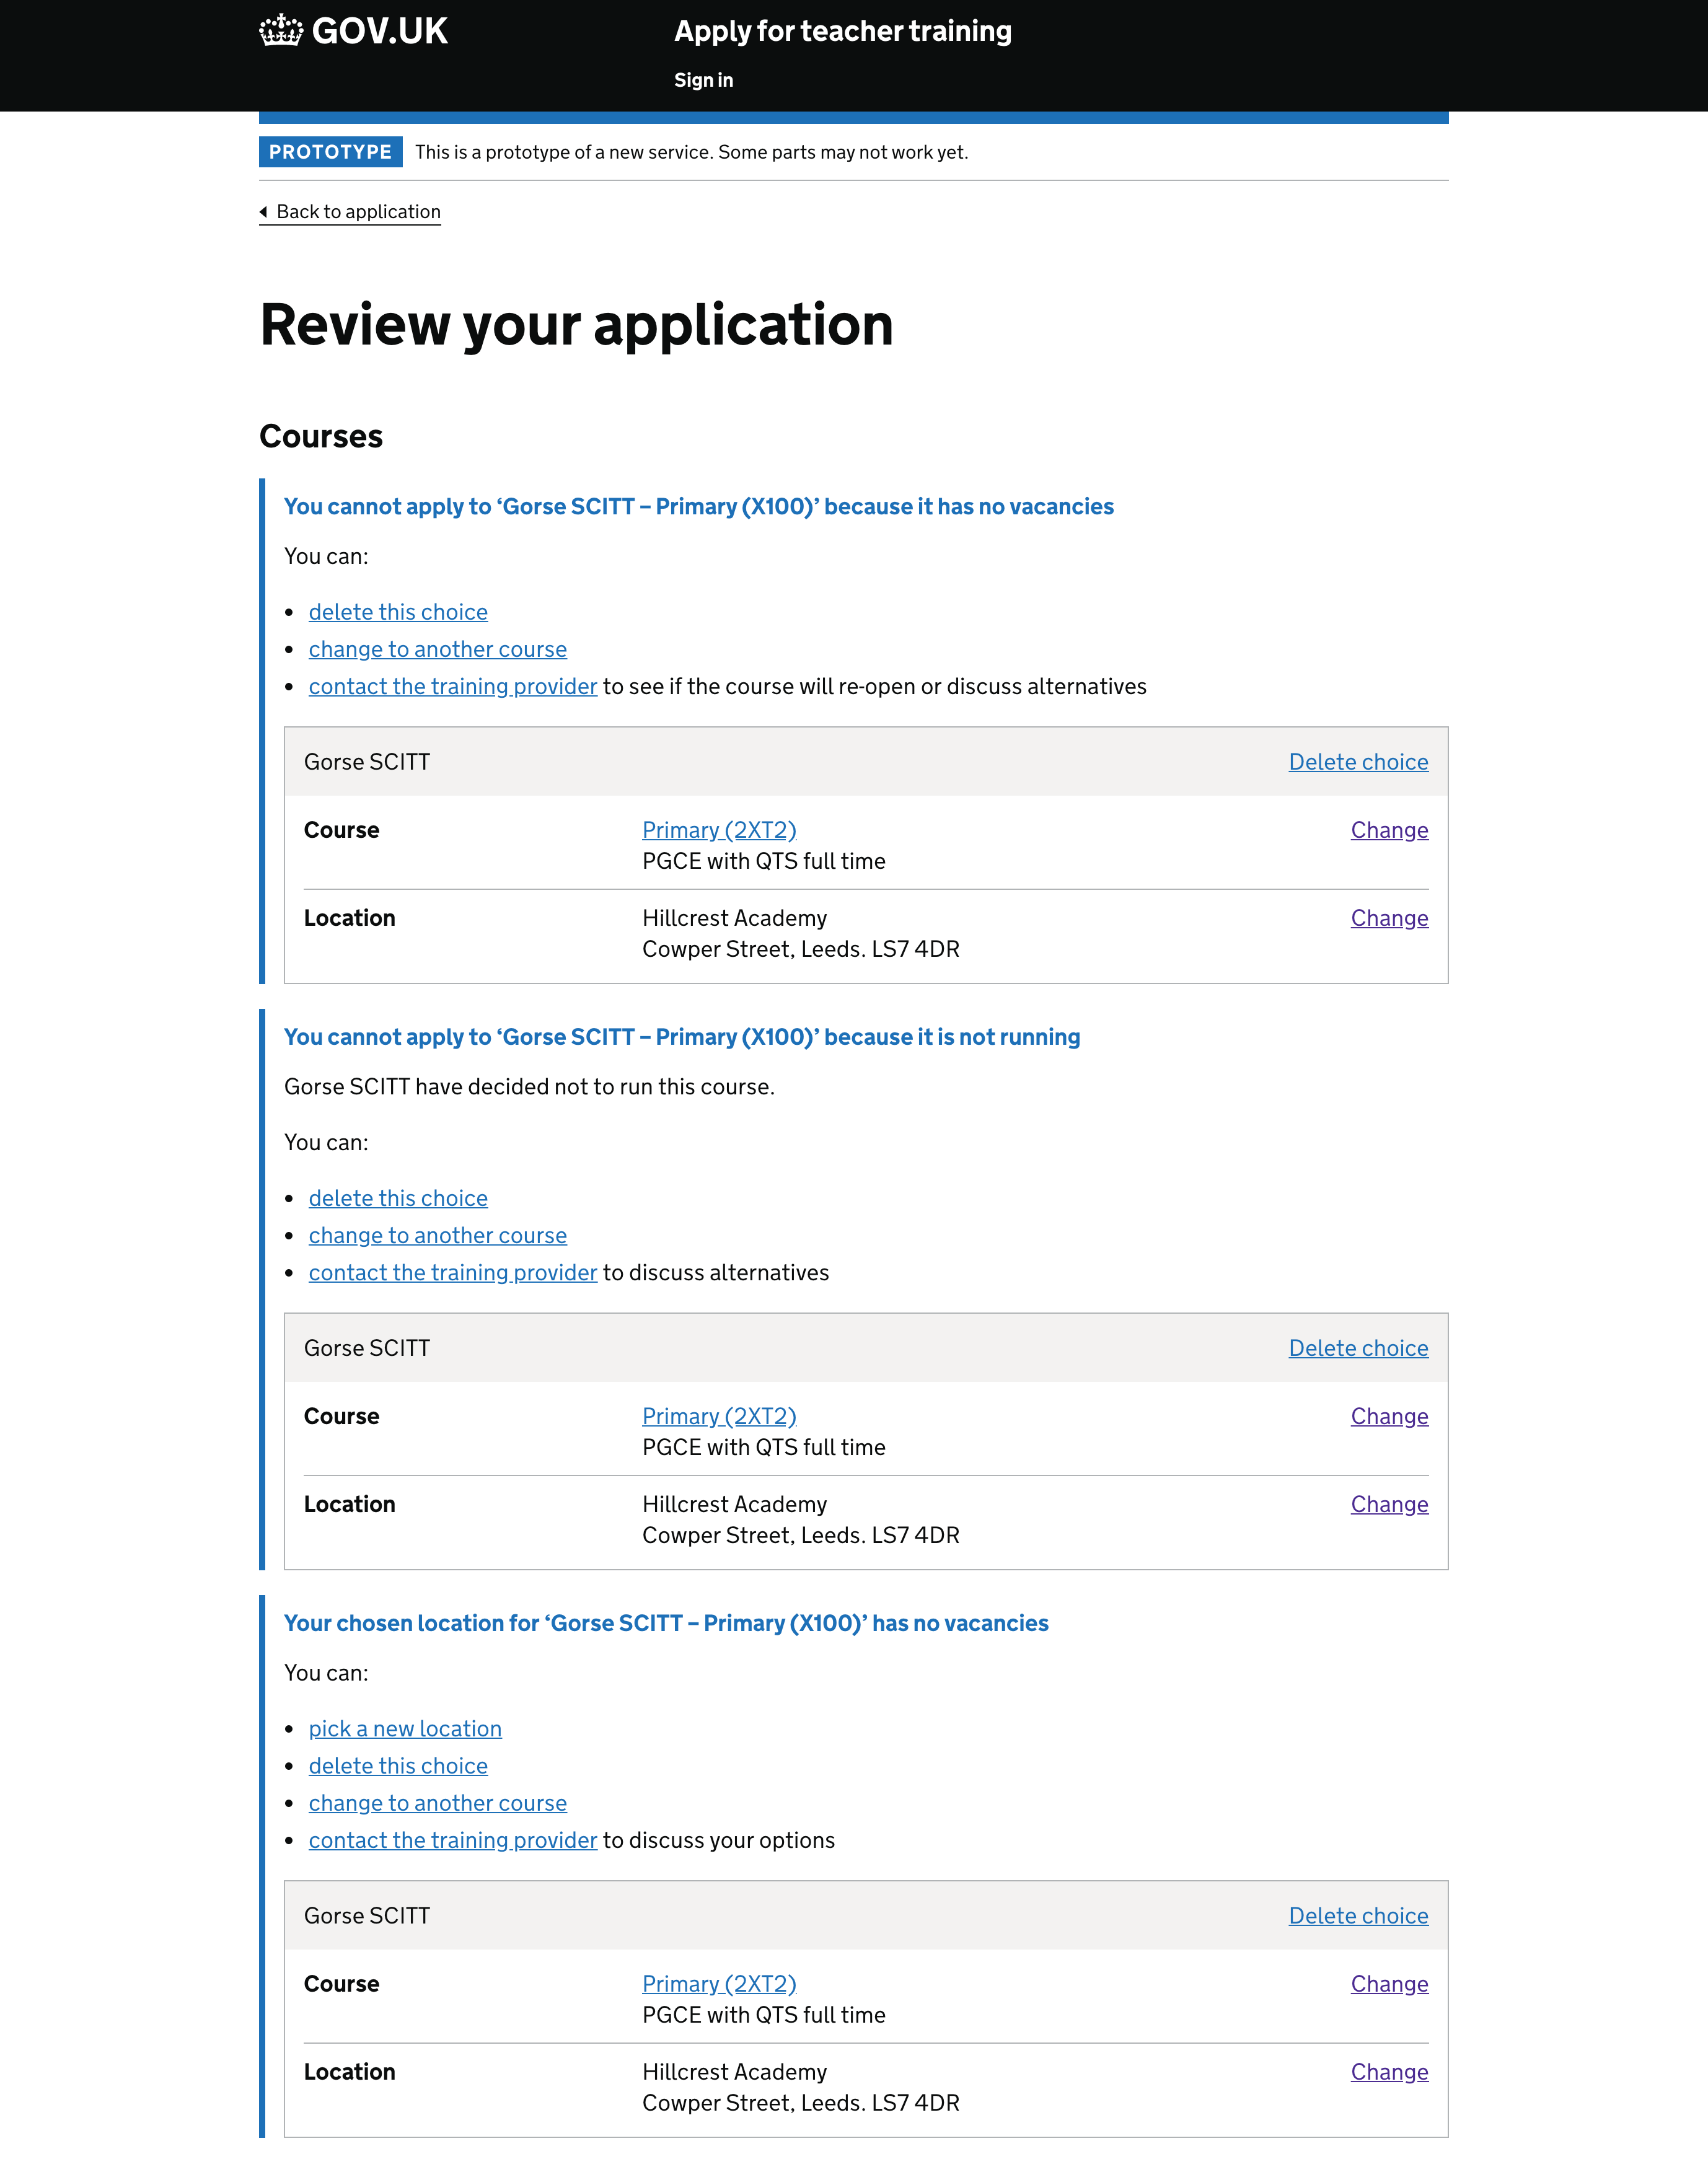 GOV.UK
Apply for teacher training
Sign in
PROTOTYPE This is a prototype of a new service. Some parts may not work yet.
Back to application
Review your application
Courses
You cannot apply to ‘Gorse SCITT – Primary (X100)’ because it has no vacancies
You can:
• delete this choice
• change to another course
• contact the training provider to see if the course will re-open or discuss alternatives
Gorse SCITT Delete choice
Course Primary (2XT2) Change
PGCE with QTS full time
Location Hillcrest Academy Change
Cowper Street, Leeds. LS7 4DR
You cannot apply to ‘Gorse SCITT – Primary (X100)’ because it is not running
Gorse SCITT have decided not to run this course.
You can:
• delete this choice
• change to another course
• contact the training provider to discuss alternatives
Gorse SCITT Delete choice
Course Primary (2XT2) Change
PGCE with QTS full time
Location Hillcrest Academy Change
Cowper Street, Leeds. LS7 4DR
Your chosen location for ‘Gorse SCITT – Primary (X100)’ has no vacancies
You can:
• pick a new location
• delete this choice
• change to another course
• contact the training provider to discuss your options
Gorse SCITT Delete choice
Course Primary (2XT2) Change
PGCE with QTS full time
Location Hillcrest Academy Change
Cowper Street, Leeds. LS7 4DR